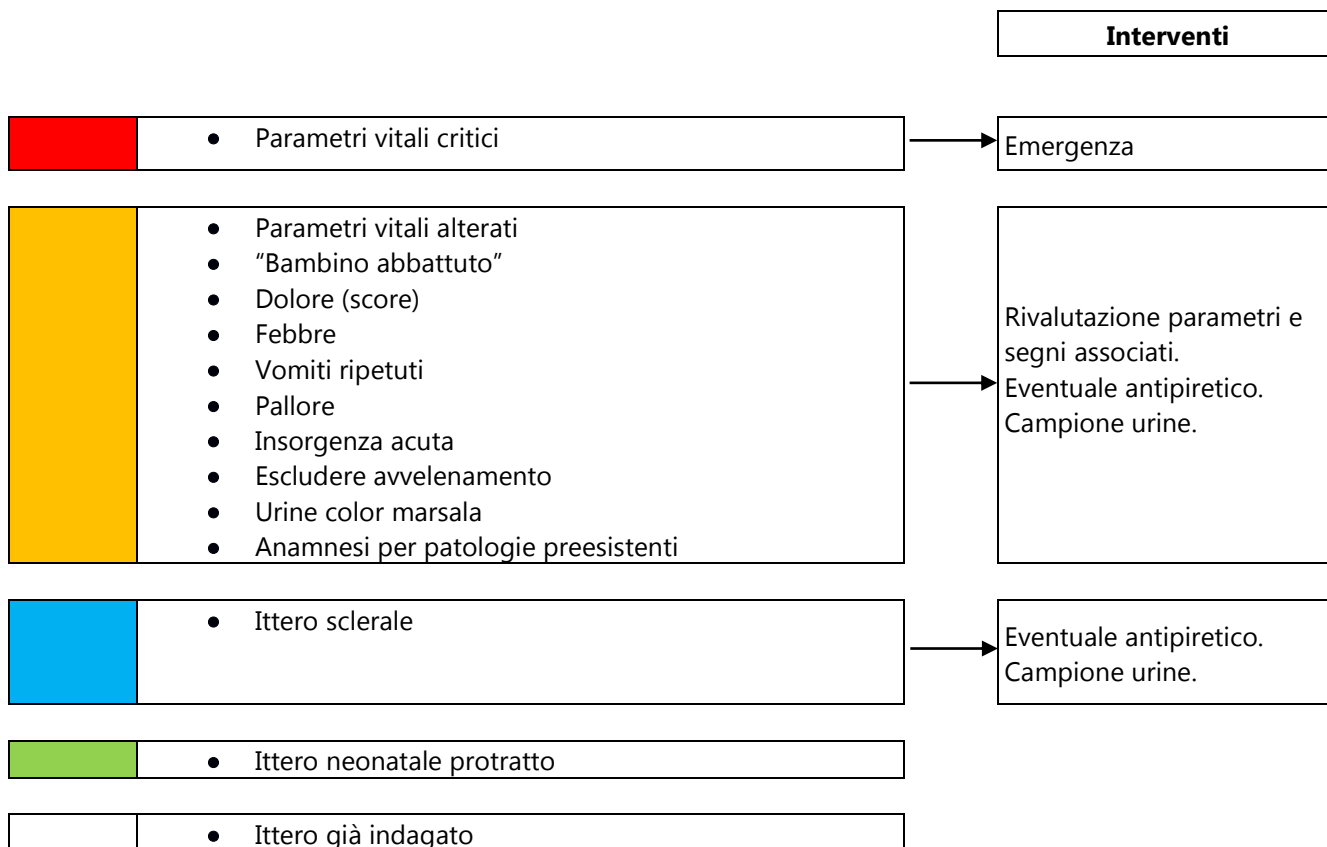 Interventi
● Parametri vitali critici
Emergenza
● Parametri vitali alterati
● “Bambino abbattuto”
● Dolore (score)
● Febbre
● Vomiti ripetuti
● Pallore
● Insorgenza acuta
● Escludere avvelenamento
● Urine color marsala
● Anamnesi per patologie preesistenti
Rivalutazione parametri e
segni associati.
Eventuale antipiretico.
Campione urine.
● Ittero sclerale
Eventuale antipiretico.
Campione urine.
● Ittero neonatale protratto
● Ittero già indagato